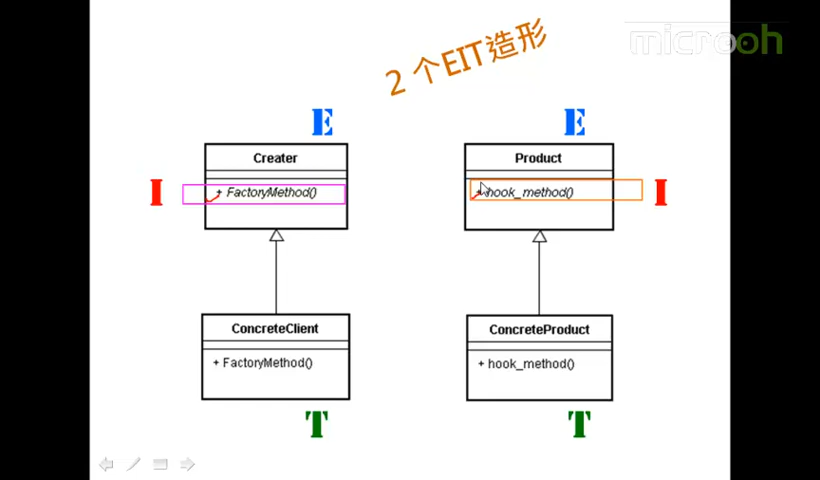 microoh
2 个EIT造形
E
E
Creater
Product
I
+ FactoryMethod()
+ hook_method()
I
ConcreteClient
ConcreteProduct
+ FactoryMethod()
+ hook_method()
T
T